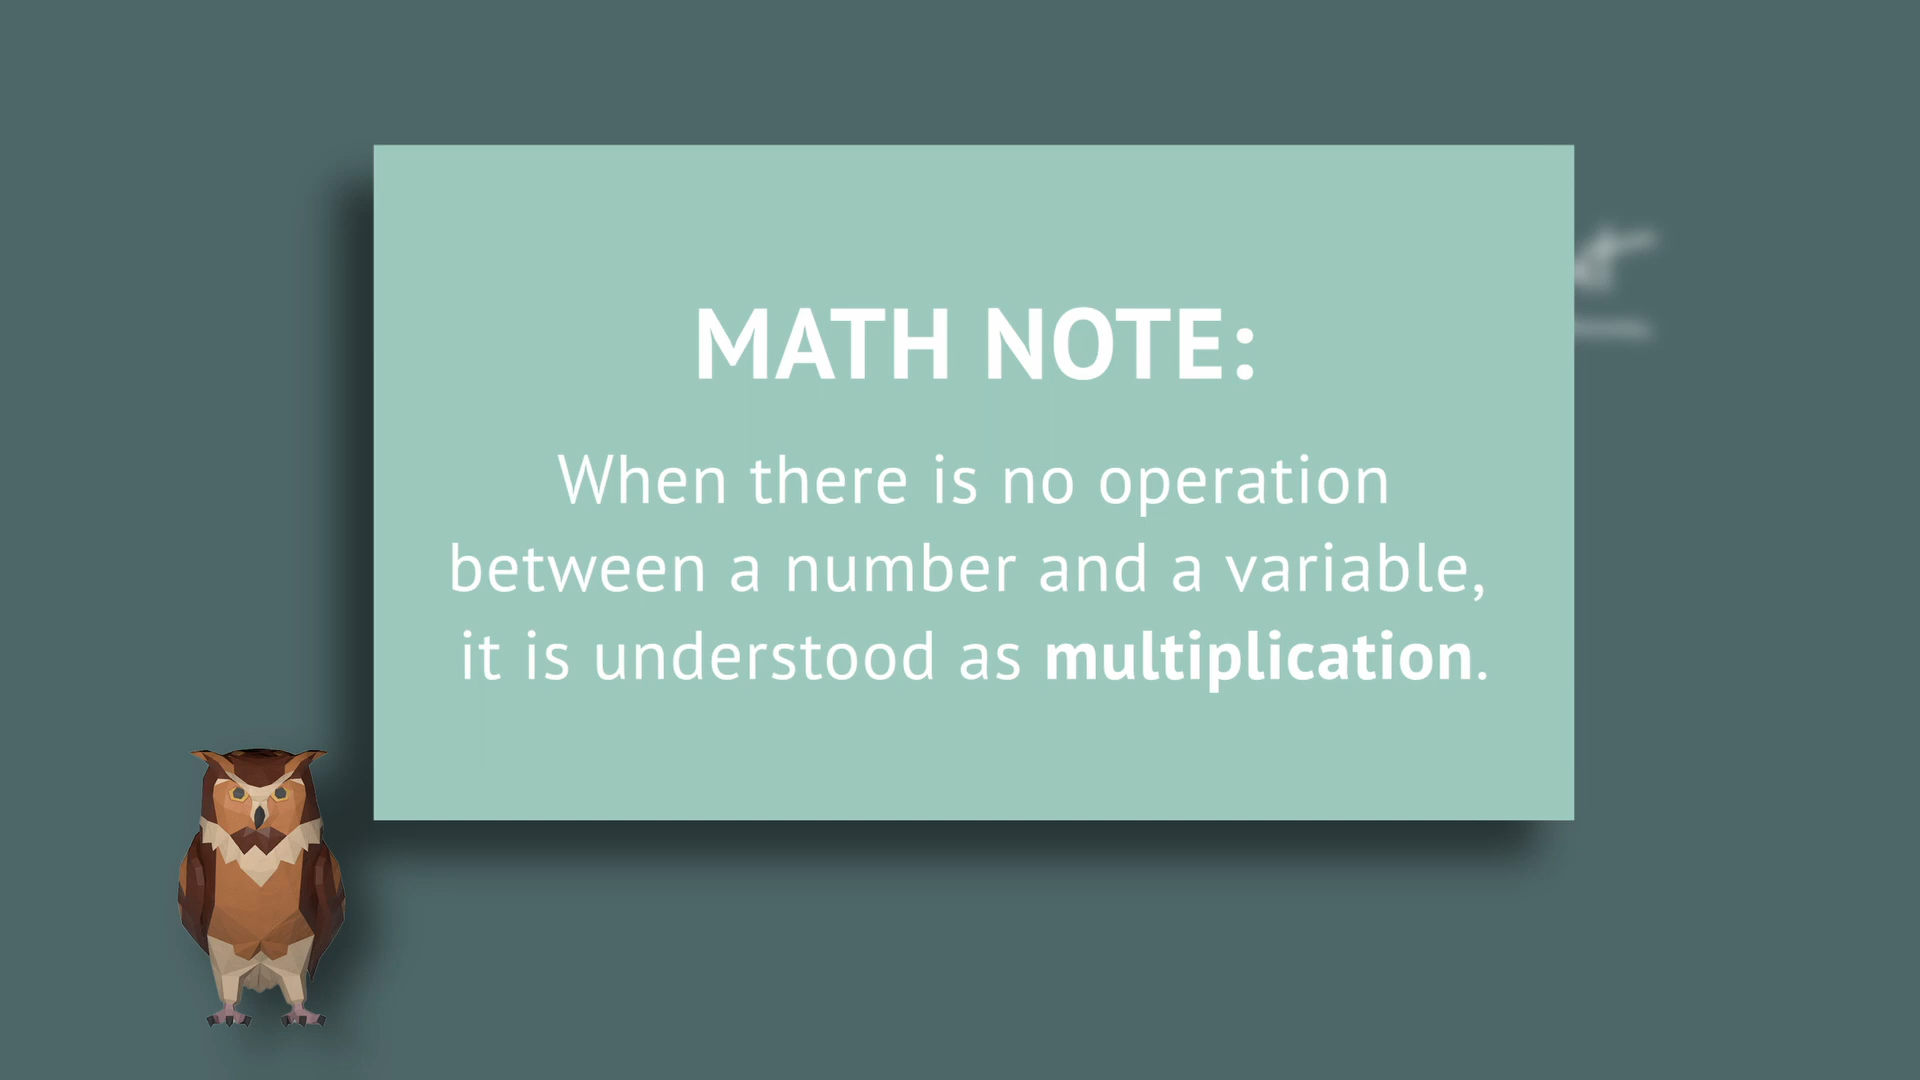 MATH NOTE:
When there is no operation
between a number and a variable,
it is understood as multiplication.